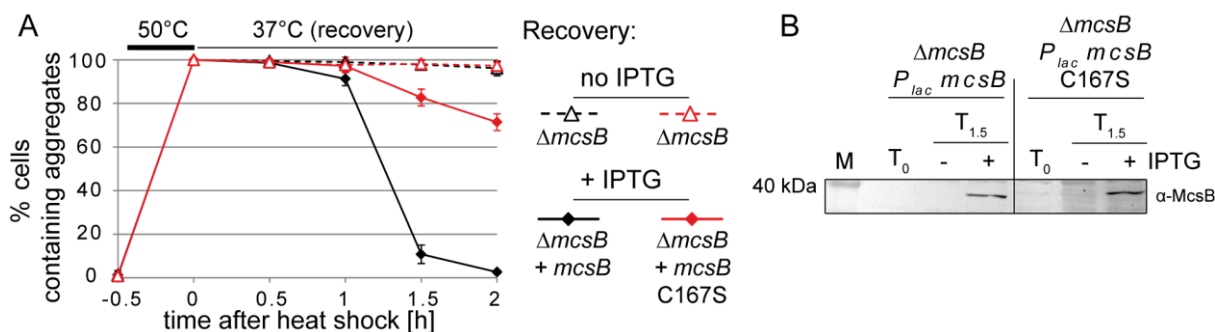 A
50°C
37°C (recovery)
% cells
containing aggregates
100
80
60
40
20
0
-0.5
0
0.5
1
1.5
2
time after heat shock [h]
Recovery:
no IPTG
ΔmcsB
ΔmcsB
+ IPTG
ΔmcsB
+ mcsB
ΔmcsB
+ mcsB
C167S
B
ΔmcsB
Plac mcsB
ΔmcsB
Plac mcsB
C167S
T1.5
T1.5
M
T0
-
+
T0
-
+
IPTG
40 kDa
α-McsB